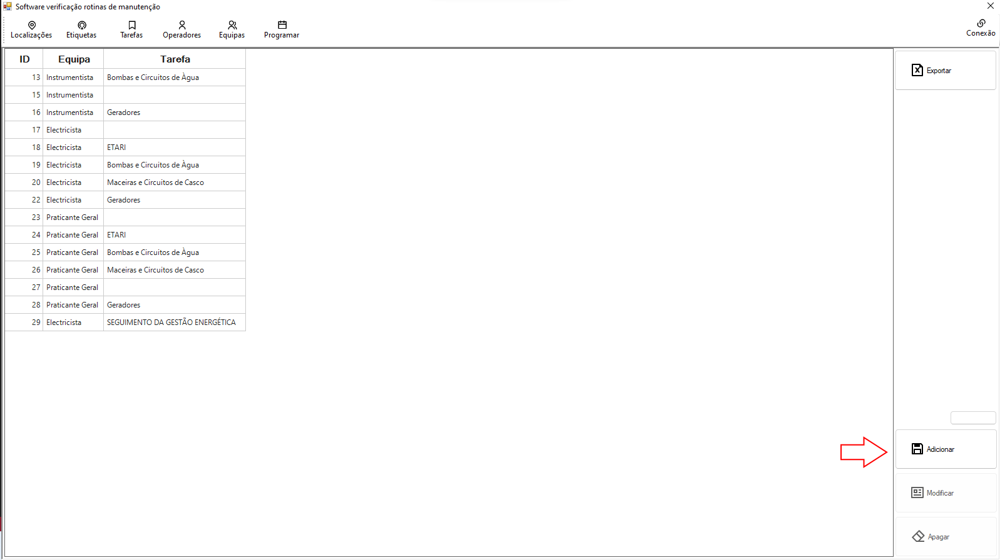 Software verificação rotinas de manutenção
Localizações Etiquetas Tarefas Operadores Equipas Programar Conexão
ID Equipa Tarefa
13 Instrumentista Bombas e Circuitos de Àgua
15 Instrumentista
16 Instrumentista Geradores
17 Electricista
18 Electricista ETARI
19 Electricista Bombas e Circuitos de Àgua
20 Electricista Maceiras e Circuitos de Casco
22 Electricista Geradores
23 Praticante Geral
24 Praticante Geral ETARI
25 Praticante Geral Bombas e Circuitos de Àgua
26 Praticante Geral Maceiras e Circuitos de Casco
27 Praticante Geral
28 Praticante Geral Geradores
29 Electricista SEGUIMENTO DA GESTÃO ENERGÉTICA
Exportar
Adicionar
Modificar
Apagar